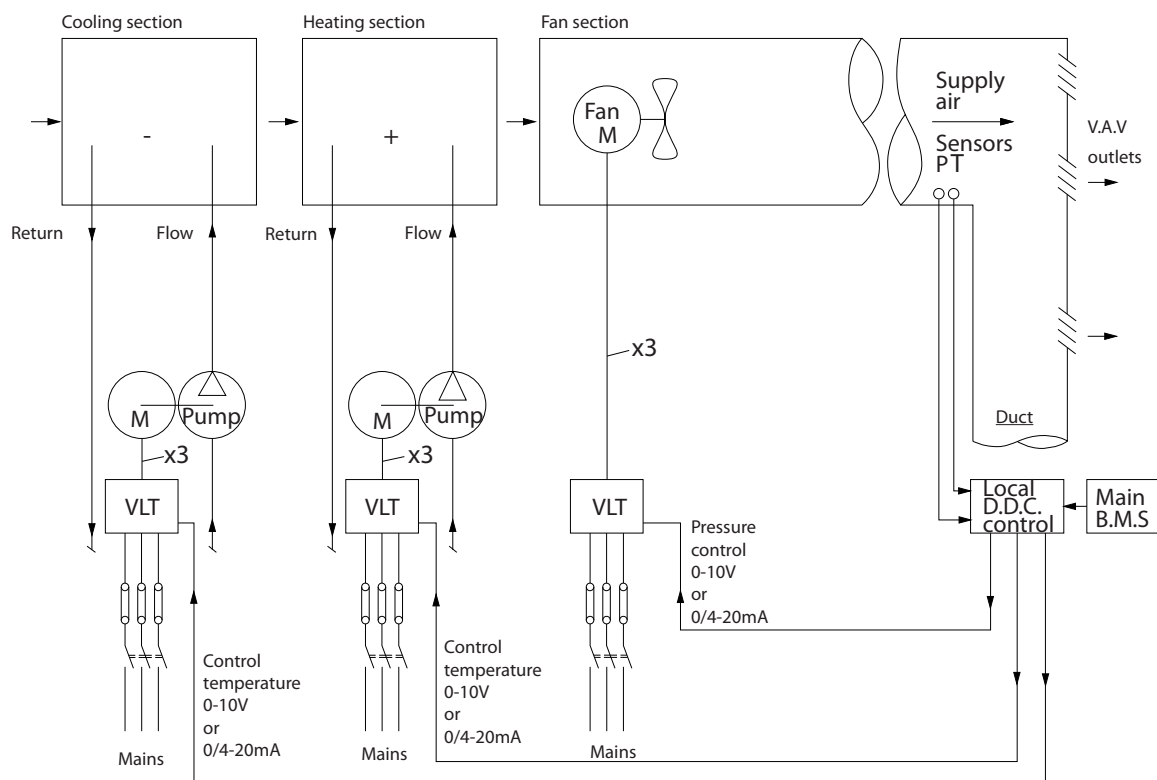 Cooling section
Heating section
Fan section
-
+
Fan
M
Supply
air
Sensors
PT
V.A.V
outlets
Return
Flow
Return
Flow
x3
M
Pump
M
Pump
Duct
x3
x3
VLT
VLT
VLT
Local
D.D.C.
control
Main
B.M.S
Pressure
control
0-10V
or
0/4-20mA
Control
temperature
0-10V
or
0/4-20mA
Control
temperature
0-10V
or
0/4-20mA
Mains
Mains
Mains